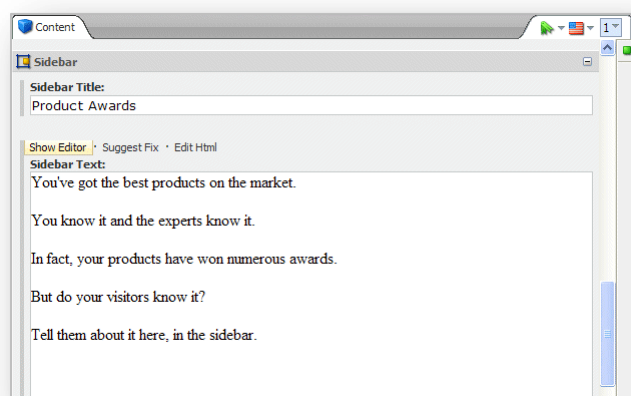 Content
1
Sidebar
Sidebar Title:
Product Awards
Show Editor · Suggest Fix · Edit Html
Sidebar Text:
You've got the best products on the market.
You know it and the experts know it.
In fact, your products have won numerous awards.
But do your visitors know it?
Tell them about it here, in the sidebar.